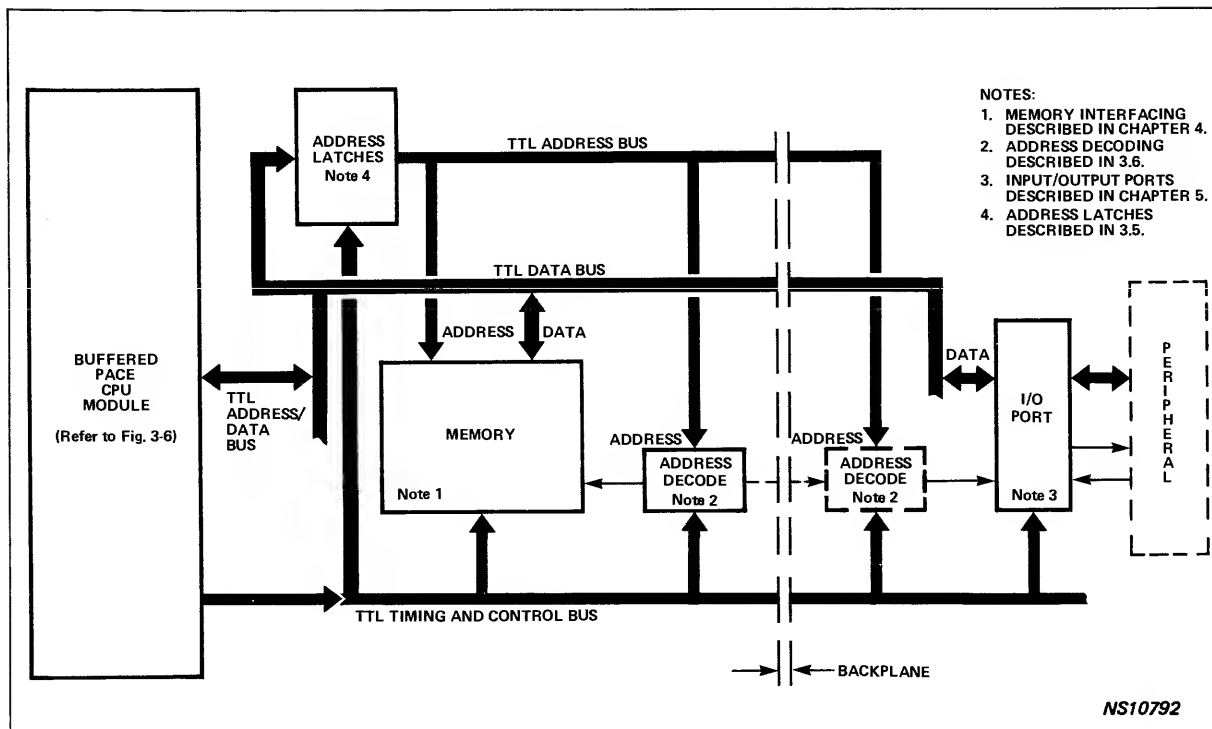 NOTES:
1. MEMORY INTERFACING
DESCRIBED IN CHAPTER 4.
2. ADDRESS DECODING
DESCRIBED IN 3.6.
3. INPUT/OUTPUT PORTS
DESCRIBED IN CHAPTER 5.
4. ADDRESS LATCHES
DESCRIBED IN 3.5.
ADDRESS
LATCHES
Note 4
TTL ADDRESS BUS
TTL DATA BUS
ADDRESS
DATA
BUFFERED
PACE
CPU
MODULE
(Refer to Fig. 3-6)
TTL
ADDRESS/
DATA
BUS
MEMORY
Note 1
ADDRESS
ADDRESS
DECODE
Note 2
ADDRESS
ADDRESS
DECODE
Note 2
DATA
I/O
PORT
Note 3
PERIPHERAL
TTL TIMING AND CONTROL BUS
BACKPLANE
NS10792